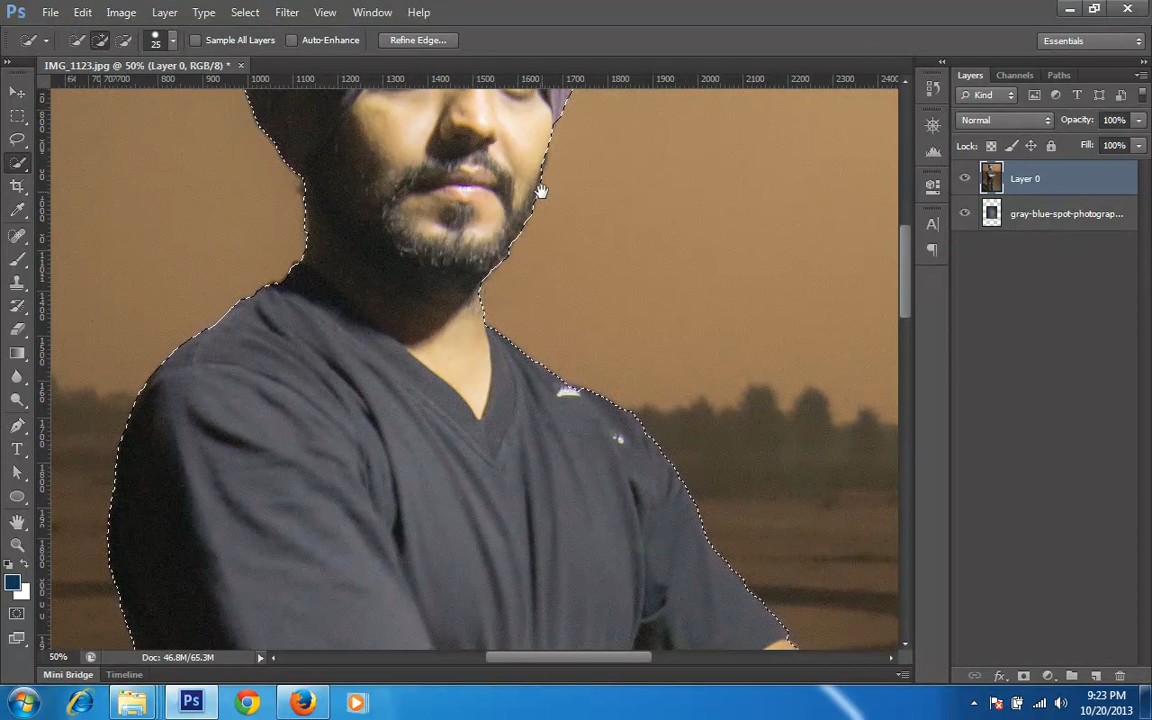 Ps File Edit Image Layer Type Select Filter View Window Help
25 Sample All Layers Auto-Enhance Refine Edge... Essentials
IMG_1123.jpg @ 50% (Layer 0, RGB/8) * ×
1000 1100 1200 1300 1400 1500 1600 1700 1800 1900 2000 2100 2200 2300 2400
Layers Channels Paths
Kind
Normal Opacity: 100%
Lock: Fill: 100%
Layer 0
gray-blue-spot-photograp...
50% Doc: 46.8M/65.3M
Mini Bridge Timeline
Ps
9:23 PM
10/20/2013